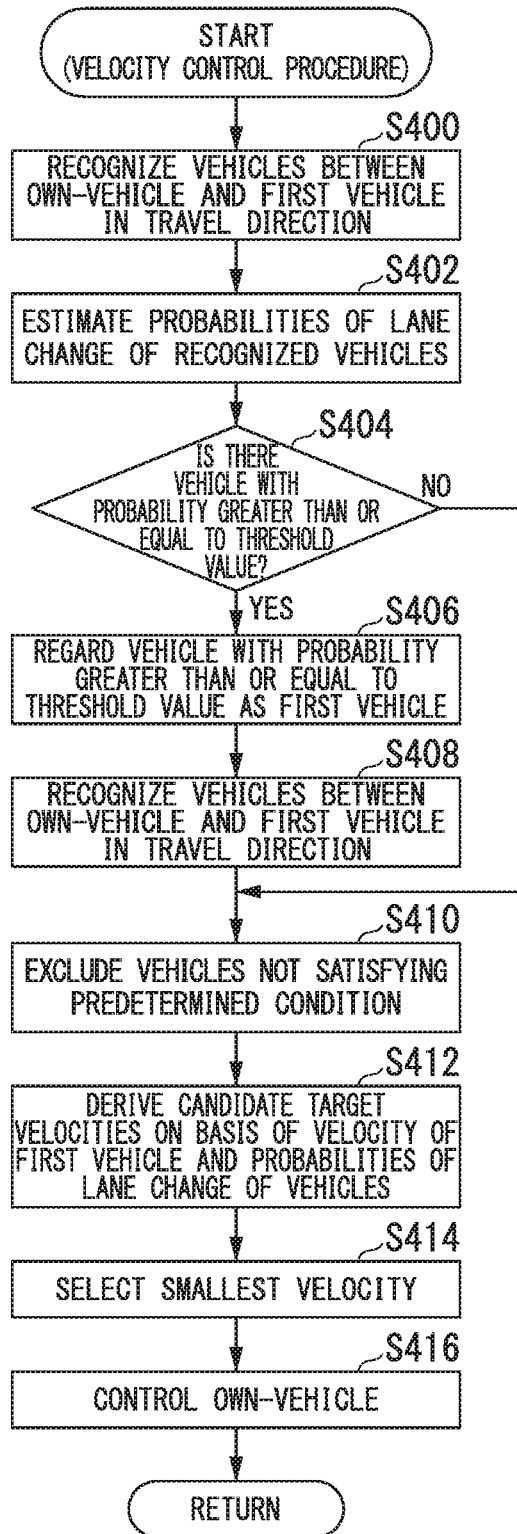 START
(VELOCITY CONTROL PROCEDURE)
S400
RECOGNIZE VEHICLES BETWEEN
OWN-VEHICLE AND FIRST VEHICLE
IN TRAVEL DIRECTION
S402
ESTIMATE PROBABILITIES OF LANE
CHANGE OF RECOGNIZED VEHICLES
S404
IS THERE
VEHICLE WITH
PROBABILITY GREATER THAN OR
EQUAL TO THRESHOLD
VALUE?
NO
YES
S406
REGARD VEHICLE WITH PROBABILITY
GREATER THAN OR EQUAL TO
THRESHOLD VALUE AS FIRST VEHICLE
S408
RECOGNIZE VEHICLES BETWEEN
OWN-VEHICLE AND FIRST VEHICLE
IN TRAVEL DIRECTION
S410
EXCLUDE VEHICLES NOT SATISFYING
PREDETERMINED CONDITION
S412
DERIVE CANDIDATE TARGET
VELOCITIES ON BASIS OF VELOCITY OF
FIRST VEHICLE AND PROBABILITIES OF
LANE CHANGE OF VEHICLES
S414
SELECT SMALLEST VELOCITY
S416
CONTROL OWN-VEHICLE
RETURN